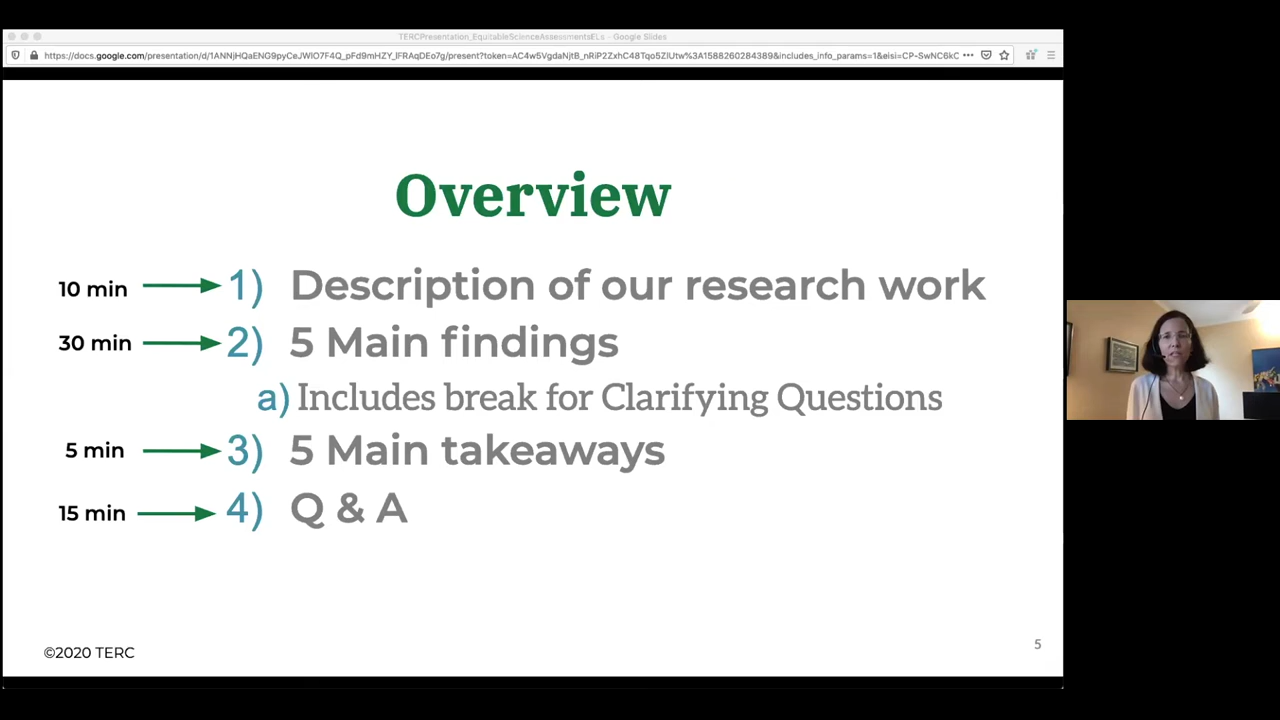 TERCPresentation_EquitableScienceAssessmentsELs - Google Slides
Overview
10 min 1) Description of our research work
30 min 2) 5 Main findings
a) Includes break for Clarifying Questions
5 min 3) 5 Main takeaways
15 min 4) Q & A
©2020 TERC
5